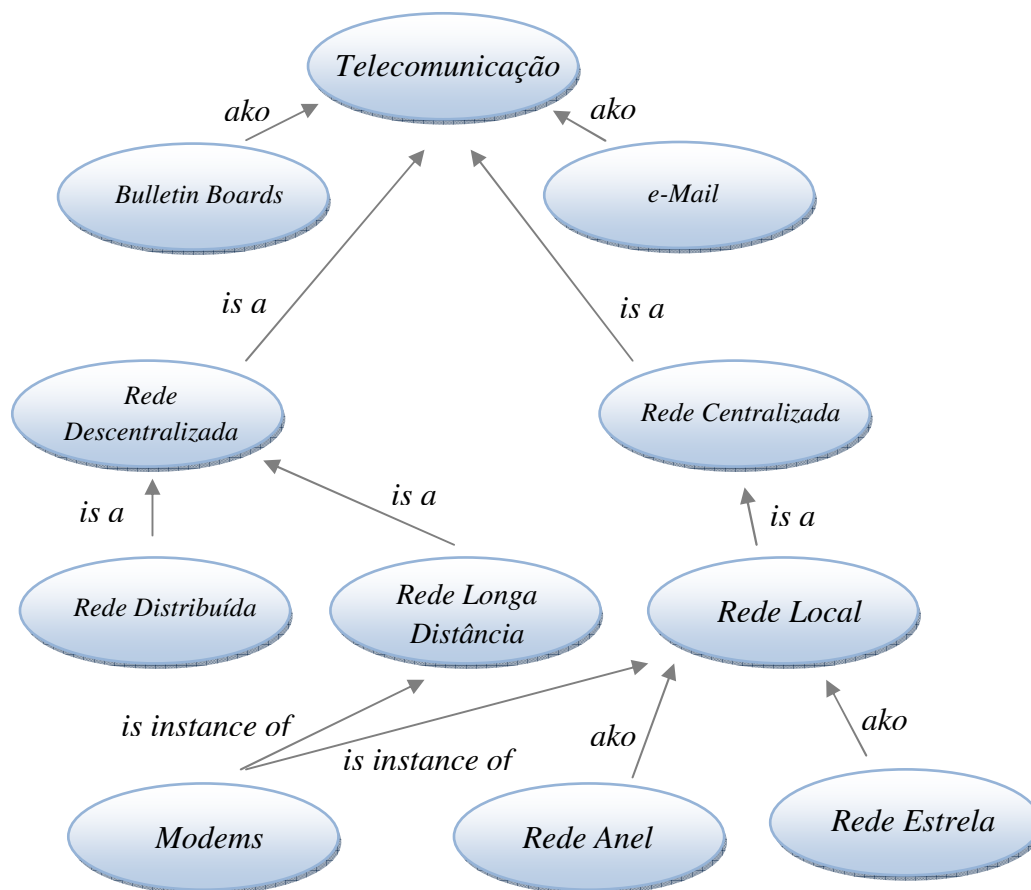 Telecomunicação
ako
ako
Bulletin Boards
e-Mail
is a
is a
Rede
Descentralizada
Rede Centralizada
is a
is a
is a
Rede Distribuída
Rede Longa
Distância
Rede Local
is instance of
is instance of
ako
ako
Modems
Rede Anel
Rede Estrela